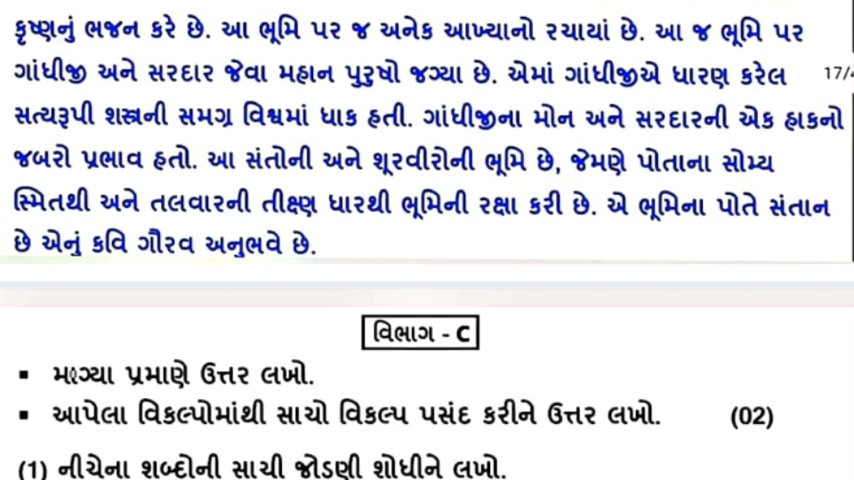 કૃષ્ણનું ભજન કરે છે. આ ભૂમિ પર જ અનેક આખ્યાનો રચાયાં છે. આ જ ભૂમિ પર
ગાંધીજી અને સરદાર જેવા મહાન પુરુષો જગ્યા છે. એમાં ગાંધીજીએ ધારણ કરેલ
17/4
સત્યરૂપી શસ્ત્રની સમગ્ર વિશ્વમાં ધાક હતી. ગાંધીજીના મોન અને સરદારની એક હાકનો
જબરો પ્રભાવ હતો. આ સંતોની અને શૂરવીરોની ભૂમિ છે, જેમણે પોતાના સોમ્ય
સ્મિતથી અને તલવારની તીક્ષ્ણ ધારથી ભૂમિની રક્ષા કરી છે. એ ભૂમિના પોતે સંતાન
છે એનું કવિ ગૌરવ અનુભવે છે.
વિભાગ - C
▪ માગ્યા પ્રમાણે ઉત્તર લખો.
▪ આપેલા વિકલ્પોમાંથી સાચો વિકલ્પ પસંદ કરીને ઉત્તર લખો. (02)
(1) નીચેના શબ્દોની સાચી જોડણી શોધીને લખો.